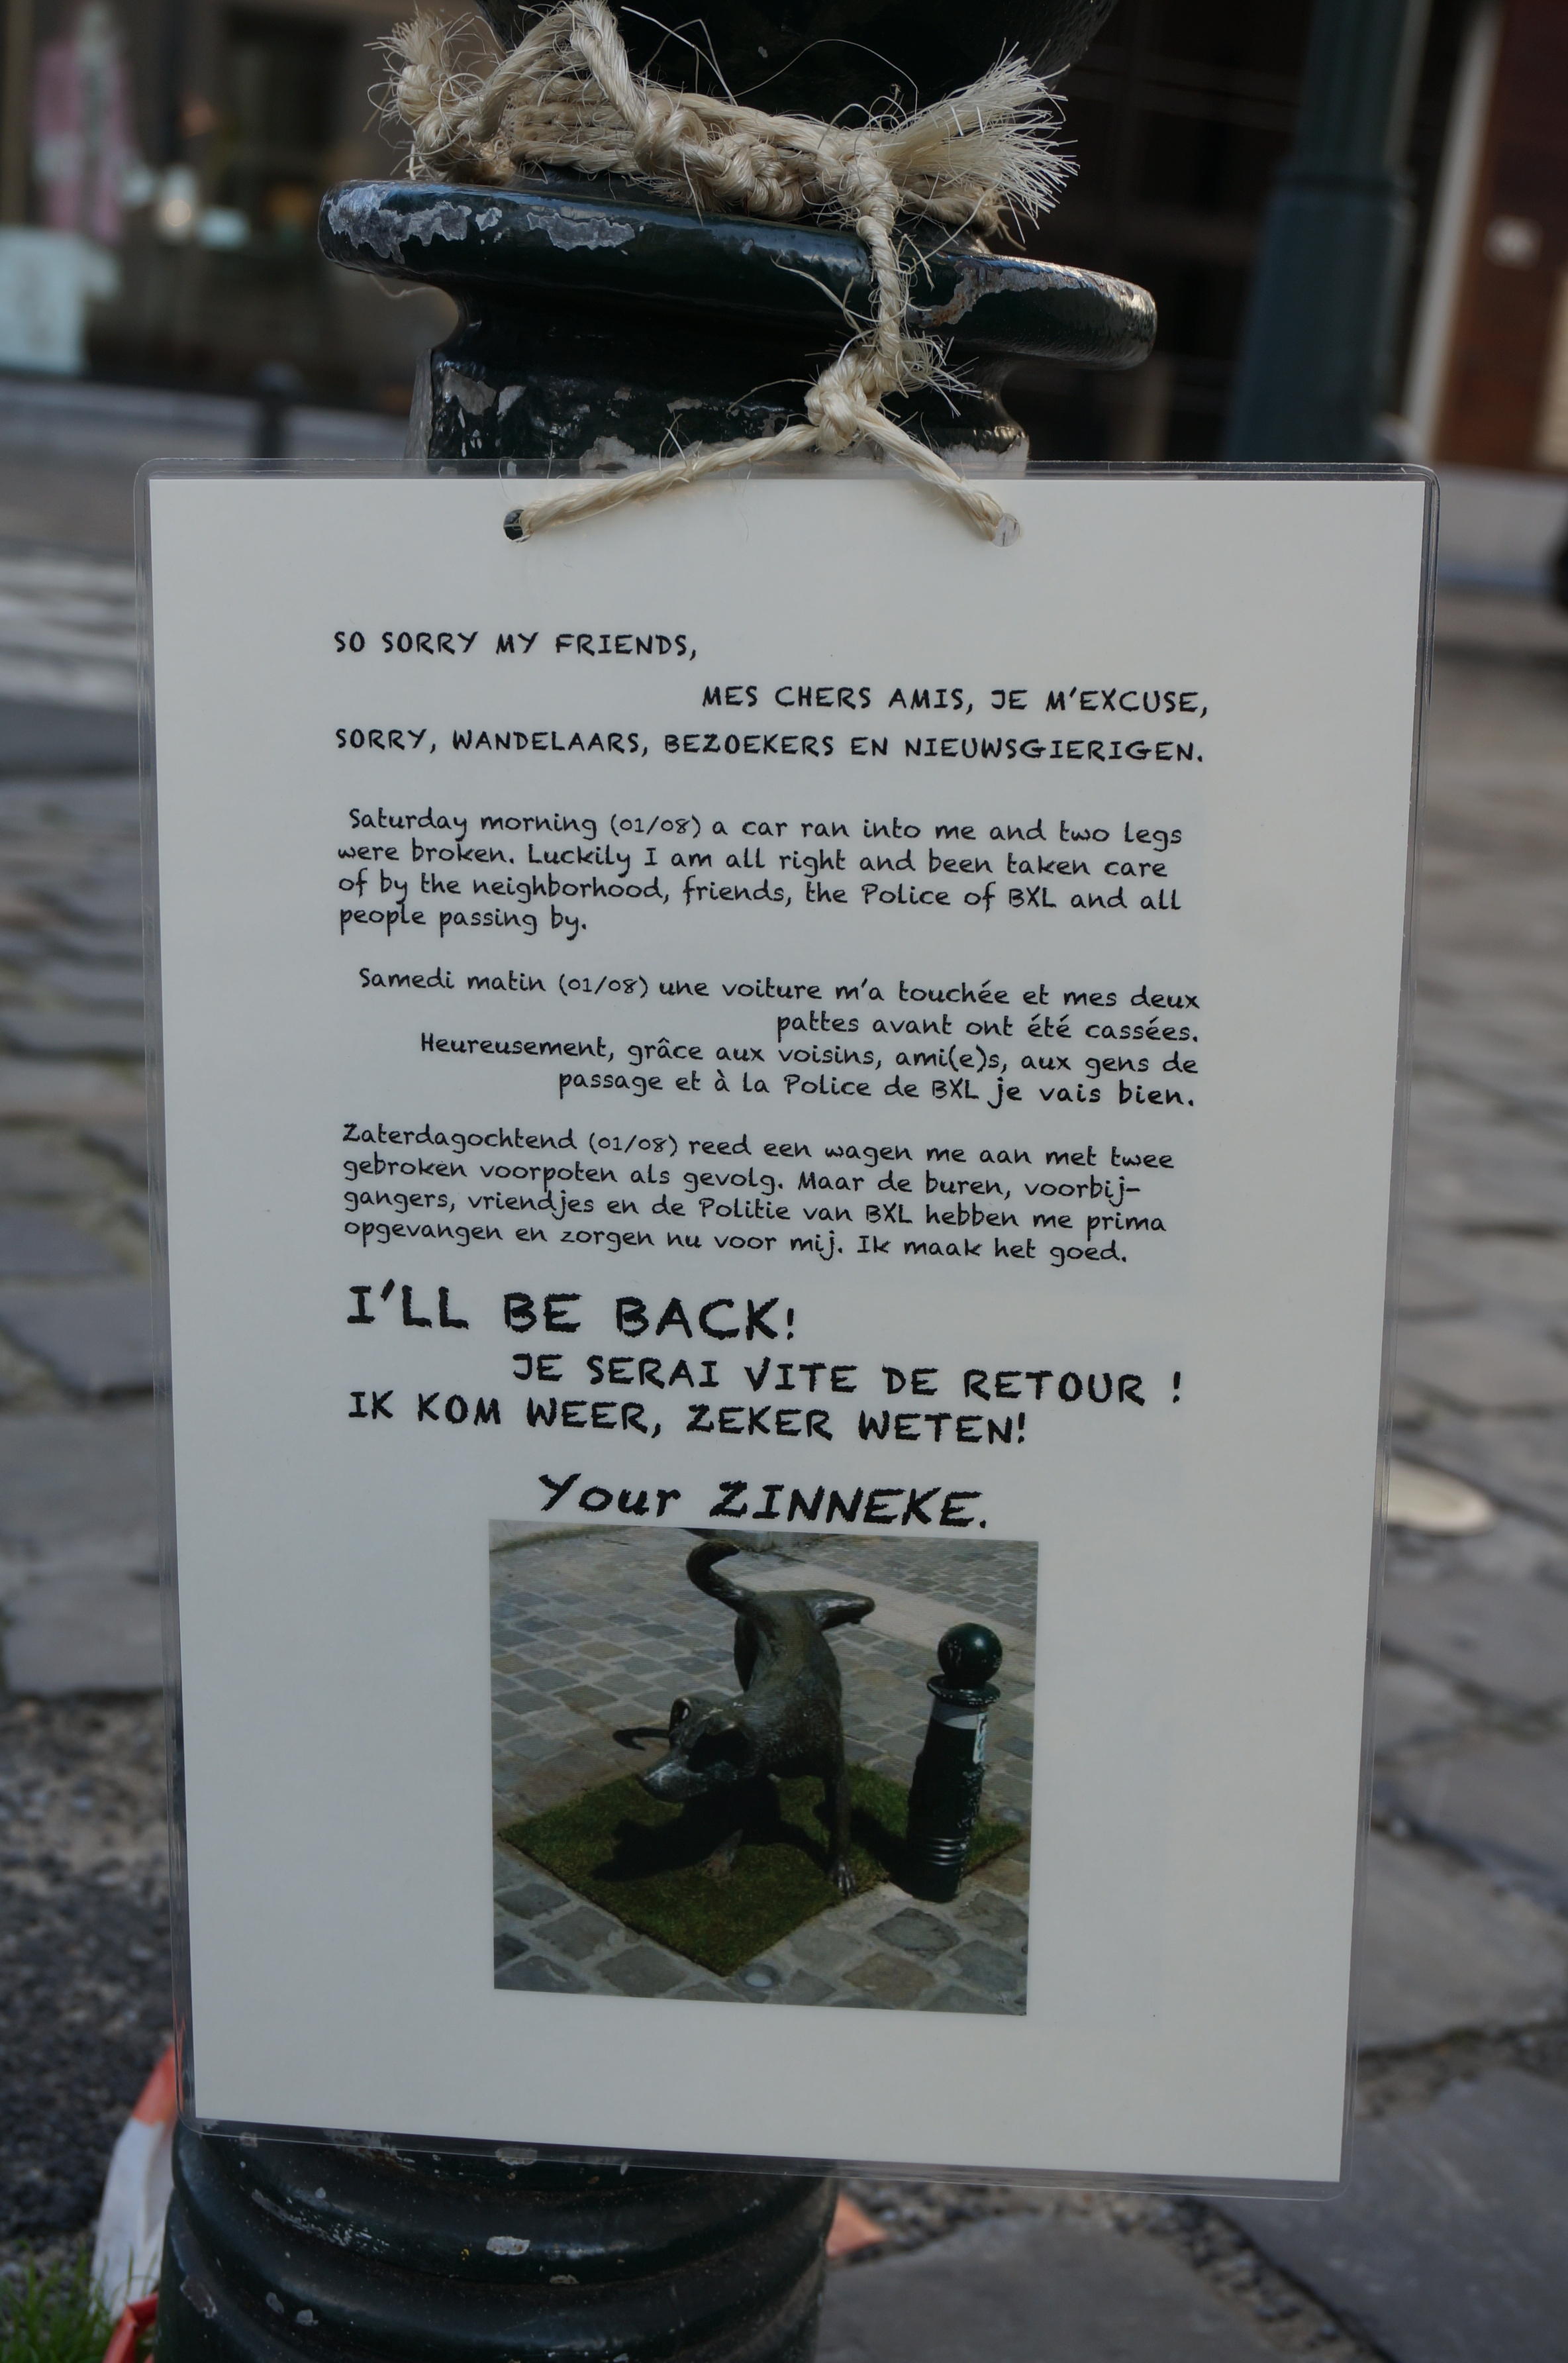 SO SORRY MY FRIENDS,
MES CHERS AMIS, JE M'EXCUSE,
SORRY, WANDELAARS, BEZOEKERS EN NIEUWSGIERIGEN.
Saturday morning (01/08) a car ran into me and two legs
were broken. Luckily I am all right and been taken care
of by the neighborhood, friends, the Police of BXL and all
people passing by.
Samedi matin (01/08) une voiture m'a touchée et mes deux
pattes avant ont été cassées.
Heureusement, grâce aux voisins, ami(e)s, aux gens de
passage et à la Police de BXL je vais bien.
Zaterdagochtend (01/08) reed een wagen me aan met twee
gebroken voorpoten als gevolg. Maar de buren, voorbij-
gangers, vriendjes en de Politie van BXL hebben me prima
opgevangen en zorgen nu voor mij. Ik maak het goed.
I'LL BE BACK!
JE SERAI VITE DE RETOUR !
IK KOM WEER, ZEKER WETEN!
Your ZINNEKE.